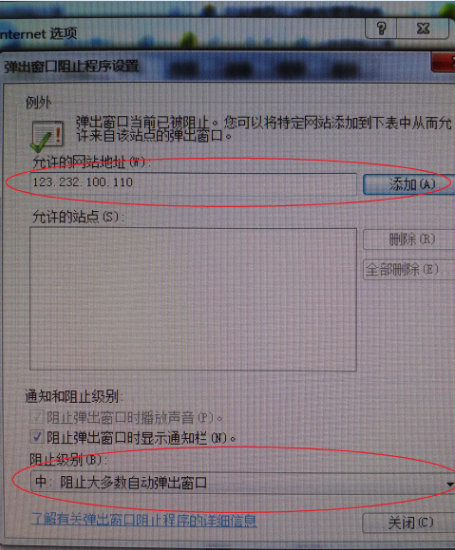 nternet 选项
弹出窗口阻止程序设置
例外
弹出窗口当前已被阻止。您可以将特定网站添加到下表中从而允
许来自该站点的弹出窗口。
允许的网站地址(W):
123.232.100.110
添加(A)
允许的站点(S):
删除(R)
全部删除(E)..
通知和阻止级别:
阻止弹出窗口时播放声音(P)。
阻止弹出窗口时显示通知栏(N)。
阻止级别(B):
中: 阻止大多数自动弹出窗口
了解有关弹出窗口阻止程序的详细信息
关闭(C)